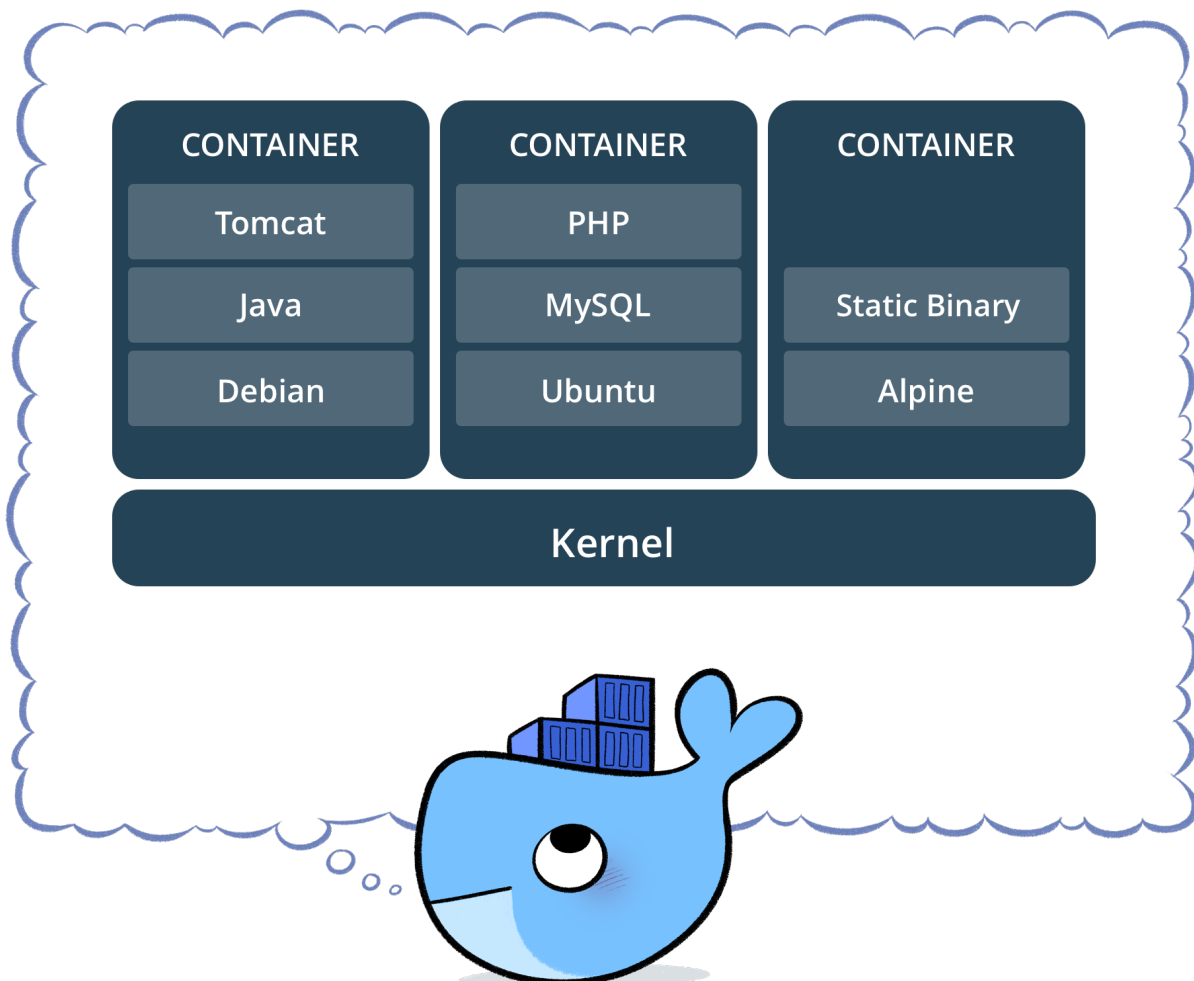 CONTAINER
Tomcat
Java
Debian
CONTAINER
PHP
MySQL
Ubuntu
CONTAINER
Static Binary
Alpine
Kernel